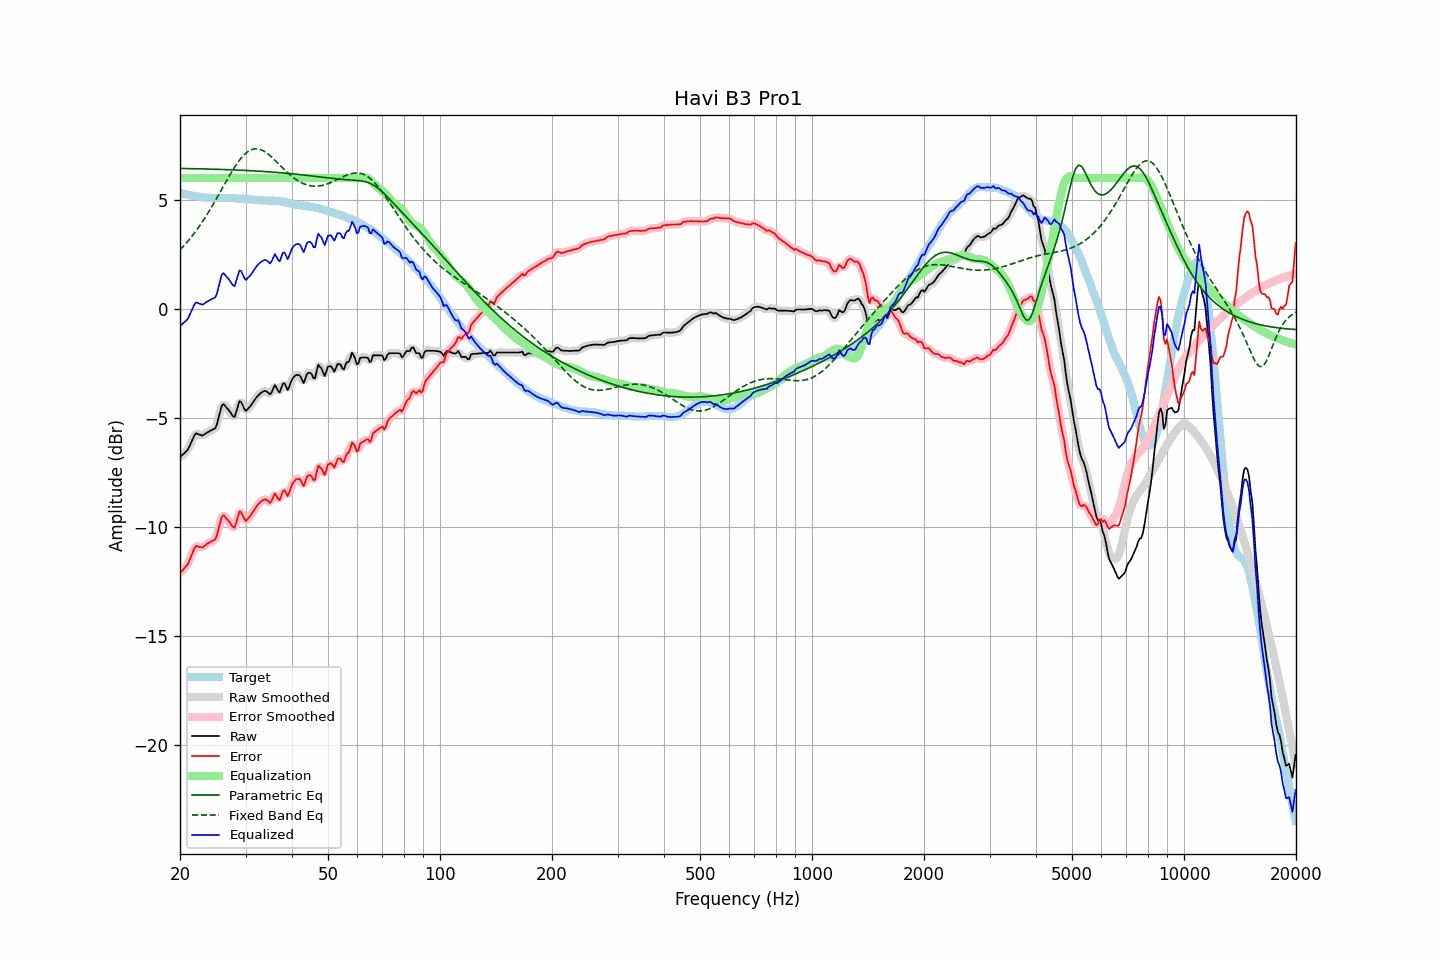 Havi B3 Pro1
Amplitude (dBr)
5
0
−5
−10
−15
−20
Target
Raw Smoothed
Error Smoothed
Raw
Error
Equalization
Parametric Eq
Fixed Band Eq
Equalized
20 50 100 200 500 1000 2000 5000 10000 20000
Frequency (Hz)